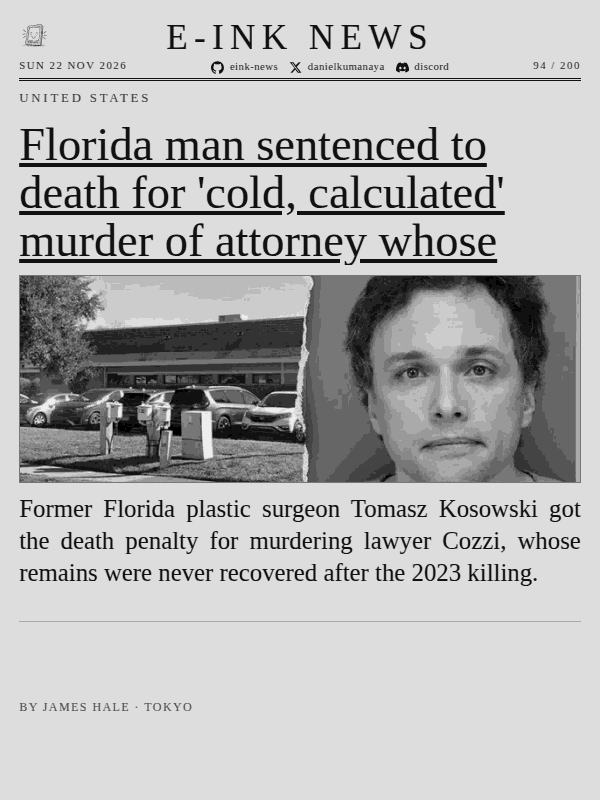 E-INK NEWS
SUN 22 NOV 2026
eink-news
danielkumanaya
discord
94 / 200
UNITED STATES
Florida man sentenced to
death for 'cold, calculated'
murder of attorney whose
Former Florida plastic surgeon Tomasz Kosowski got
the death penalty for murdering lawyer Cozzi, whose
remains were never recovered after the 2023 killing.
BY JAMES HALE · TOKYO